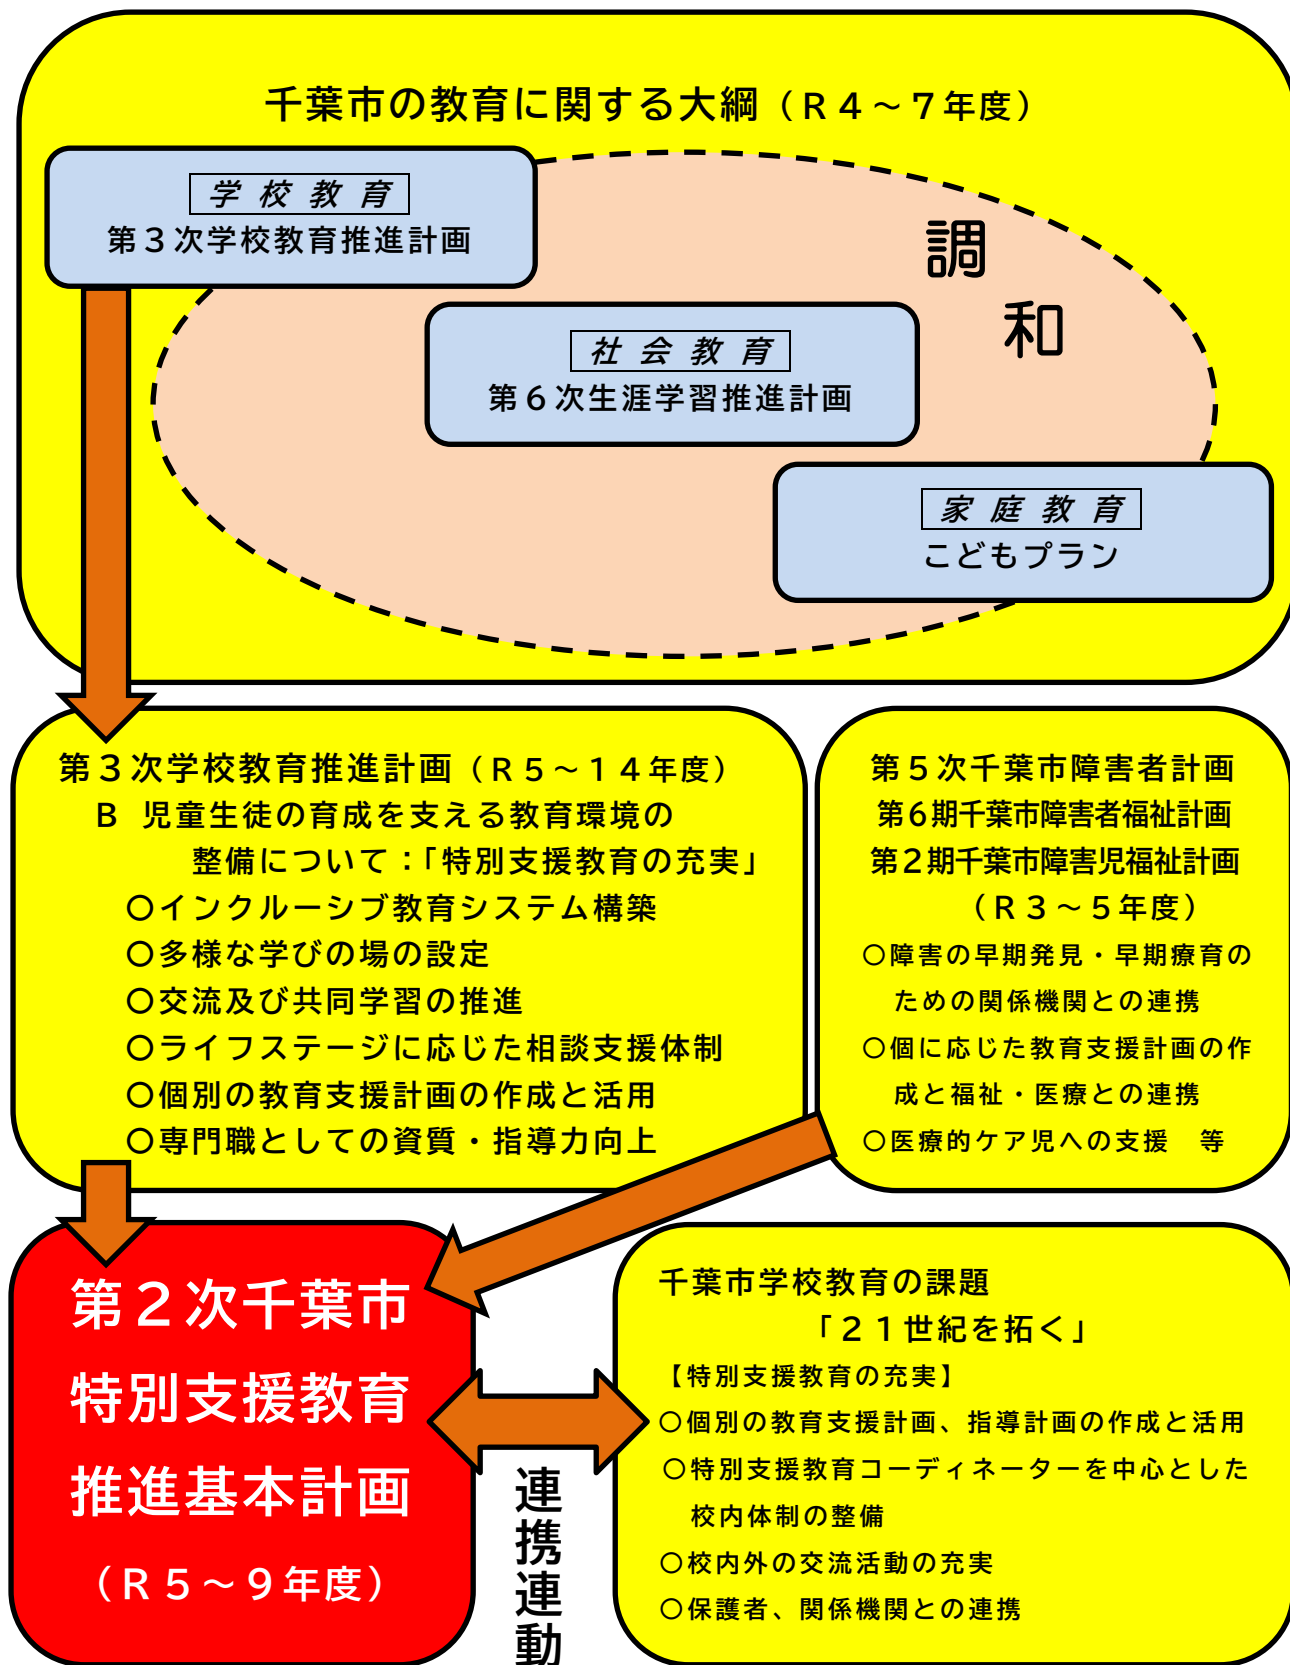 千葉市の教育に関する大綱（R４～７年度）
学校教育
第３次学校教育推進計画
調
和
社会教育
第６次生涯学習推進計画
家庭教育
こどもプラン
第３次学校教育推進計画（R５～１４年度）
B 児童生徒の育成を支える教育環境の
整備について：「特別支援教育の充実」
○インクルーシブ教育システム構築
○多様な学びの場の設定
○交流及び共同学習の推進
○ライフステージに応じた相談支援体制
○個別の教育支援計画の作成と活用
○専門職としての資質・指導力向上
第５次千葉市障害者計画
第６期千葉市障害者福祉計画
第２期千葉市障害児福祉計画
（R３～５年度）
○障害の早期発見・早期療育の
ための関係機関との連携
○個に応じた教育支援計画の作
成と福祉・医療との連携
○医療的ケア児への支援　等
第２次千葉市
特別支援教育
推進基本計画
（R５～９年度）
連携連動
千葉市学校教育の課題
「２１世紀を拓く」
【特別支援教育の充実】
○個別の教育支援計画、指導計画の作成と活用
○特別支援教育コーディネーターを中心とした
校内体制の整備
○校内外の交流活動の充実
○保護者、関係機関との連携